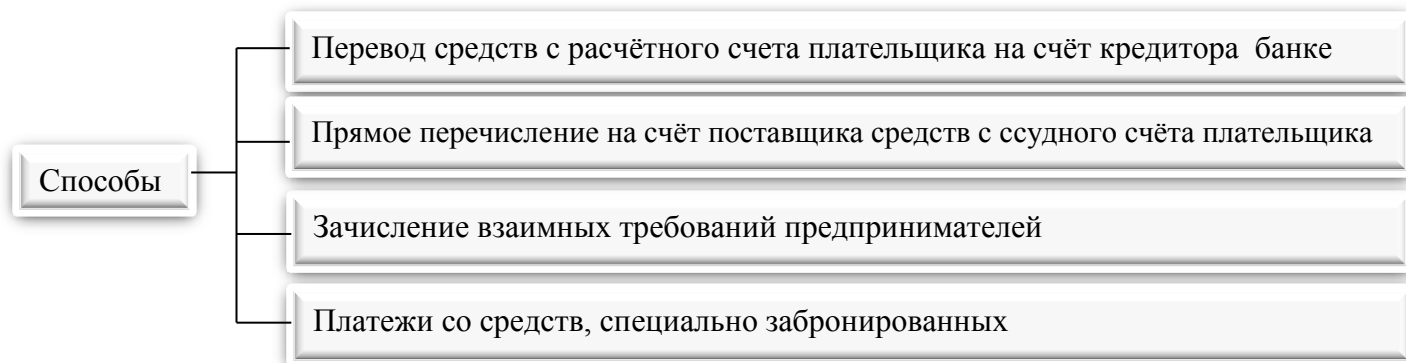 Перевод средств с расчётного счета плательщика на счёт кредитора  банке
Прямое перечисление на счёт поставщика средств с ссудного счёта плательщика
Способы
Зачисление взаимных требований предпринимателей
Платежи со средств, специально забронированных